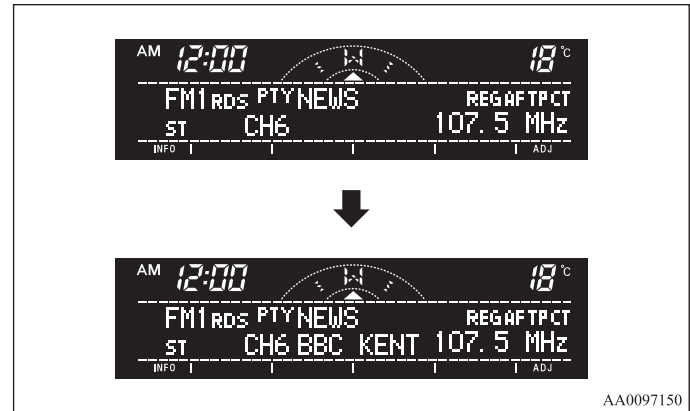 AM 12:00 18 °C
FM1 RDS PTY NEWS REG AF TP CT
ST CH6 107.5 MHz
INFO ADJ
AM 12:00 18 °C
FM1 RDS PTY NEWS REG AF TP CT
ST CH6 BBC KENT 107.5 MHz
INFO ADJ
AA0097150